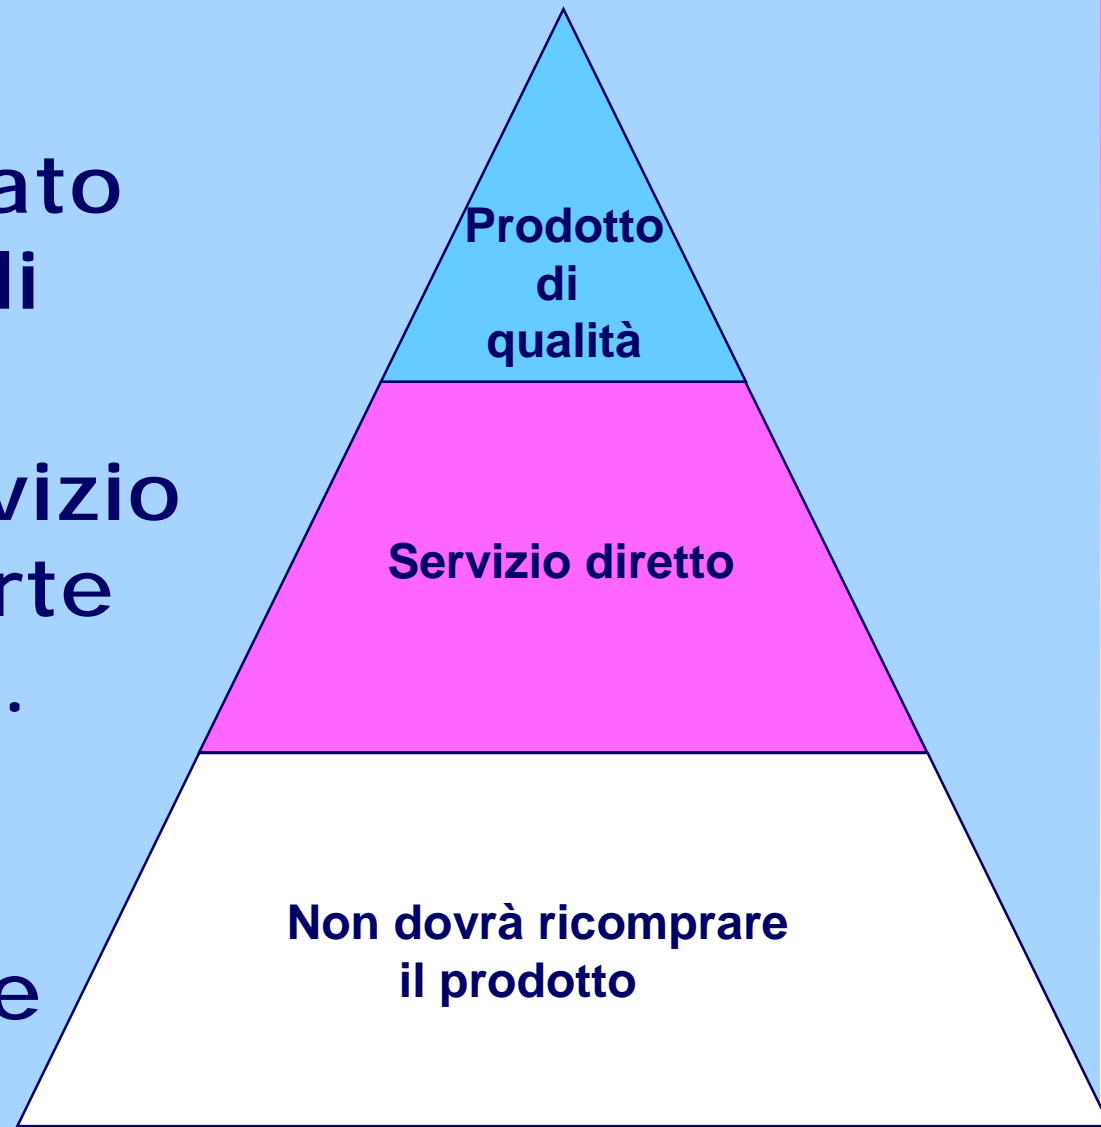 ato
li
vizio
rte
.
e
Prodotto
di
qualità
Servizio diretto
Non dovrà ricomprare
il prodotto